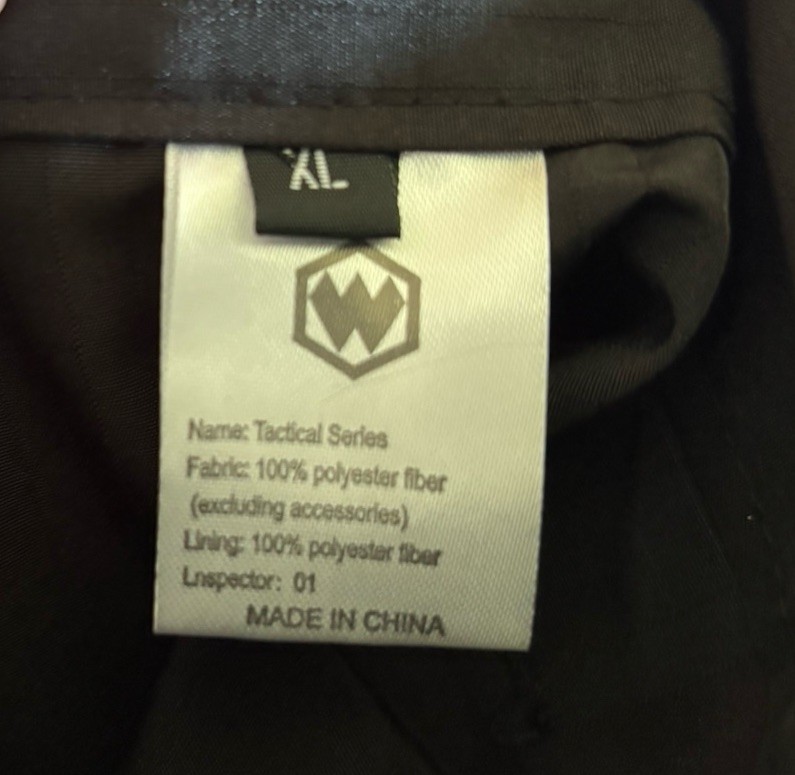 XL
W
Name: Tactical Series
Fabric: 100% polyester fiber
(excluding accessories)
Lining: 100% polyester fiber
Lnspector: 01
MADE IN CHINA